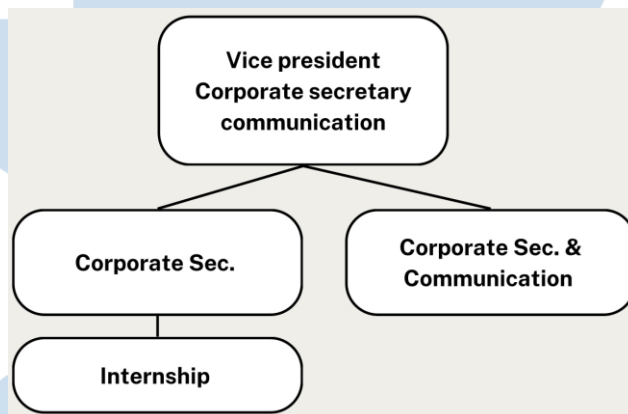 Vice president
Corporate secretary
communication
Corporate Sec.
Corporate Sec. &
Communication
Internship